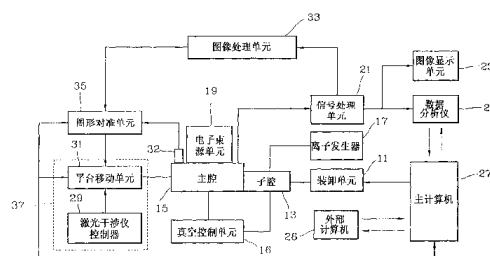 33
图像处理单元
21
图像显示
单元
25
35
19
信号处理
单元
17
数据
分析仪
2
图形对准单元
32
电子束
源单元
离子发生器
31
11
27
平台移动单元
主腔
子腔
装卸单元
37
29
15
13
主计算机
激光干涉仪
控制器
真空控制单元
16
外部
计算机
26